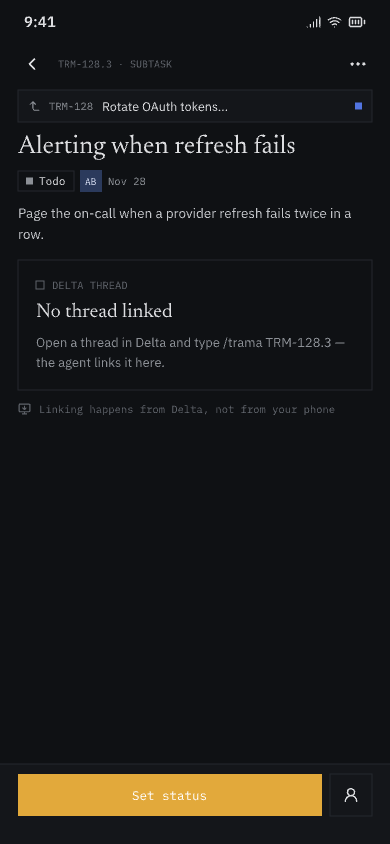 9:41
TRM-128.3 · SUBTASK
TRM-128 Rotate OAuth tokens...
Alerting when refresh fails
Todo AB Nov 28
Page the on-call when a provider refresh fails twice in a
row.
DELTA THREAD
No thread linked
Open a thread in Delta and type /trama TRM-128.3 —
the agent links it here.
Linking happens from Delta, not from your phone
Set status